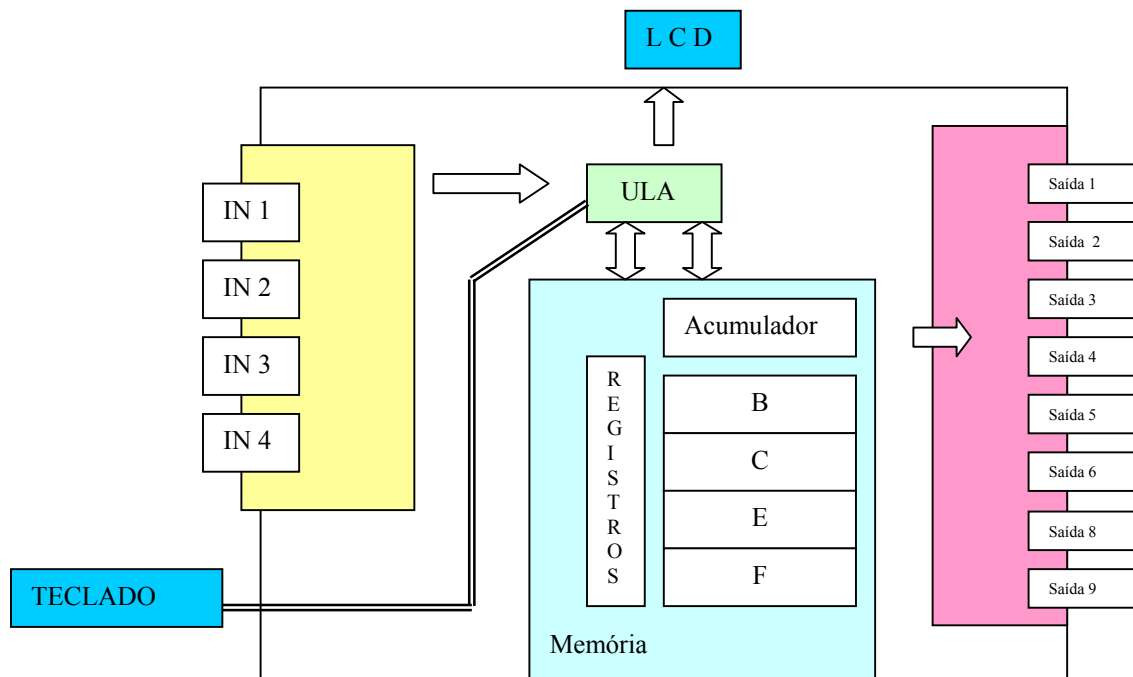 L C D
IN 1
IN 2
IN 3
IN 4
TECLADO
ULA
Acumulador
REGISTROS
B
C
E
F
Memória
Saída 1
Saída 2
Saída 3
Saída 4
Saída 5
Saída 6
Saída 8
Saída 9